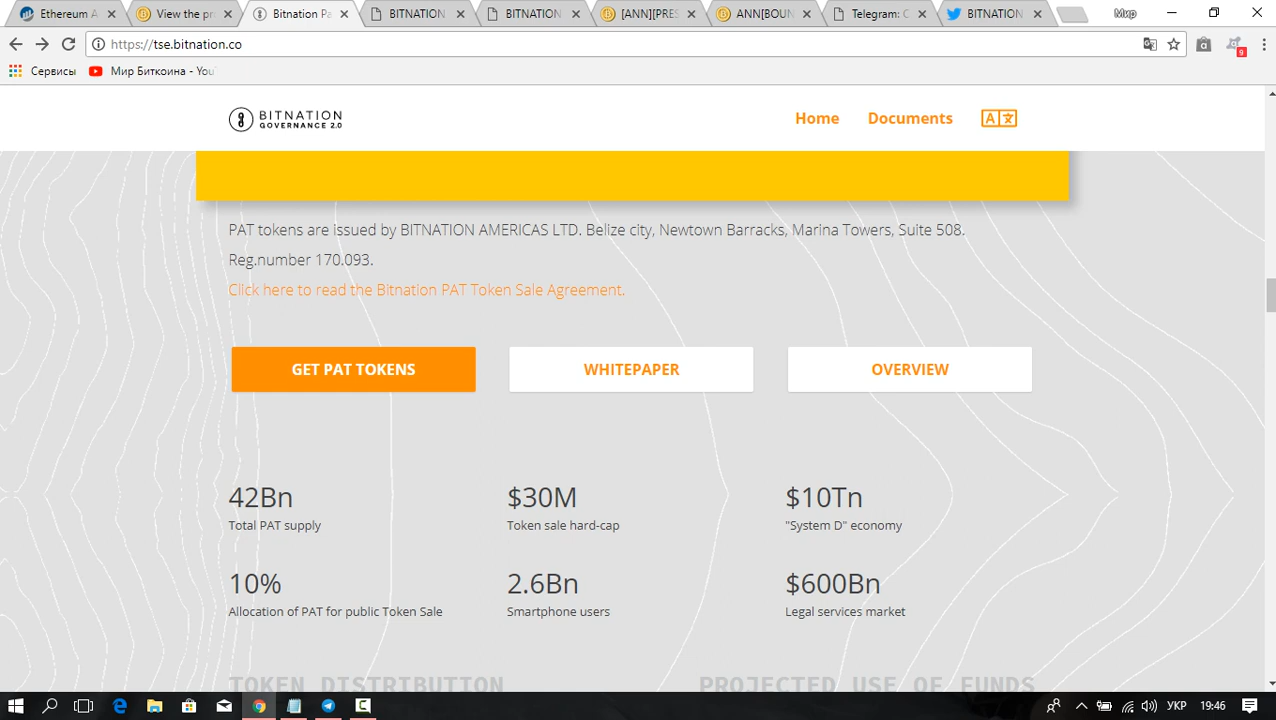 Ethereum A
View the pr
Bitnation Pa
BITNATION
BITNATION
[ANN][PRES
ANN[BOUN
Telegram: C
BITNATION
Мир
https://tse.bitnation.co
9
Сервисы
Мир Биткоина - You
BITNATION
GOVERNANCE 2.0
Home
Documents
PAT tokens are issued by BITNATION AMERICAS LTD. Belize city, Newtown Barracks, Marina Towers, Suite 508.
Reg.number 170.093.
Click here to read the Bitnation PAT Token Sale Agreement.
GET PAT TOKENS
WHITEPAPER
OVERVIEW
42Bn
Total PAT supply
$30M
Token sale hard-cap
$10Tn
"System D" economy
10%
Allocation of PAT for public Token Sale
2.6Bn
Smartphone users
$600Bn
Legal services market
TOKEN DISTRIBUTION
PROJECTED USE OF FUNDS
УКР
19:46